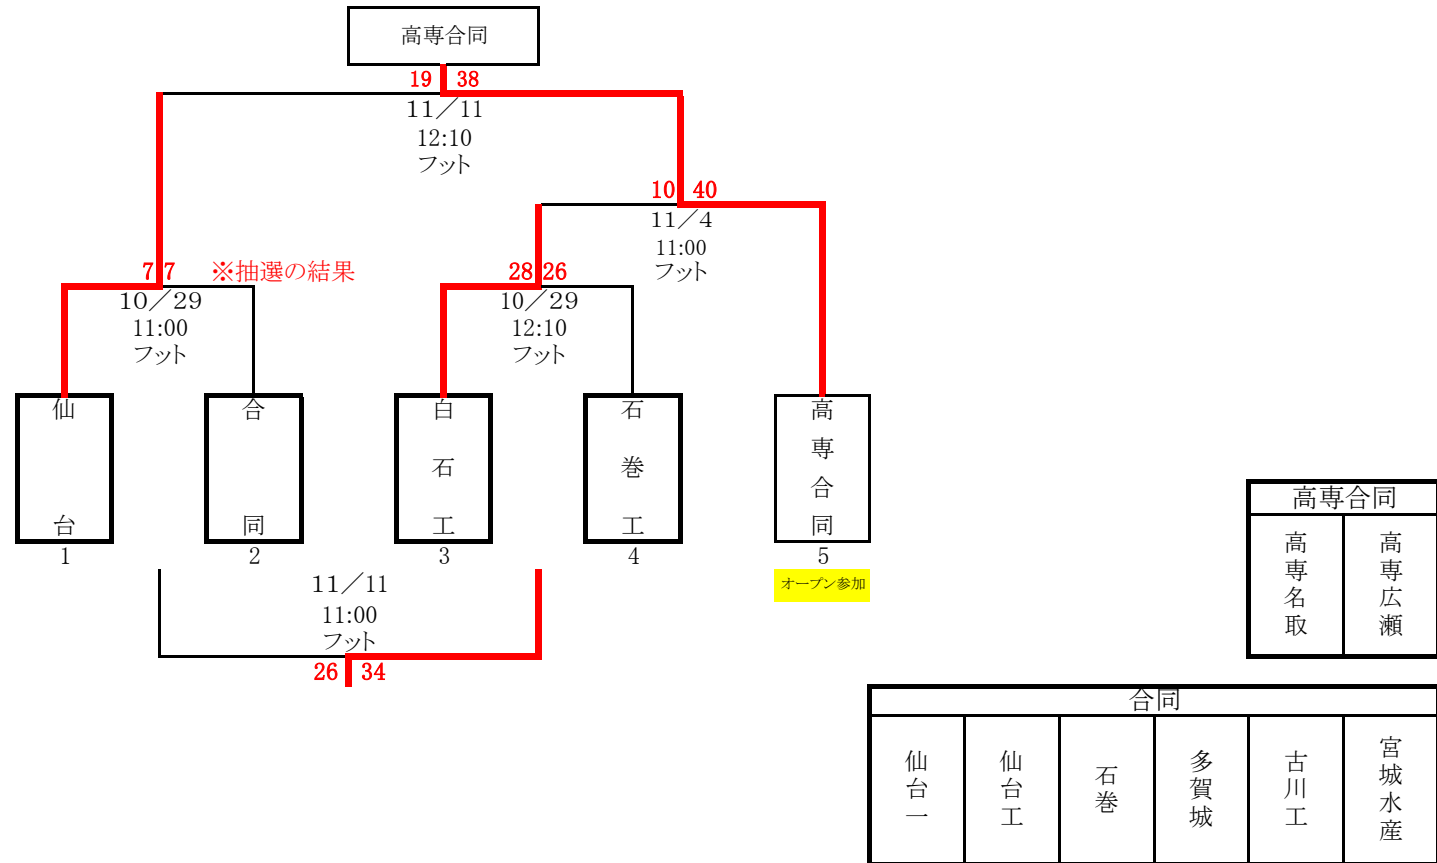 高専合同
19 38
11／11
12:10
フット
10 40
11／4
11:00
フット
7 7 ※抽選の結果
10／29
11:00
フット
28 26
10／29
12:10
フット
仙台
合同
白石工
石巻工
高専合同
1
2
3
4
5
オープン参加
11／11
11:00
フット
26 34
高専合同
高専名取
高専広瀬
合同
仙台一
仙台工
石巻
多賀城
古川工
宮城水産